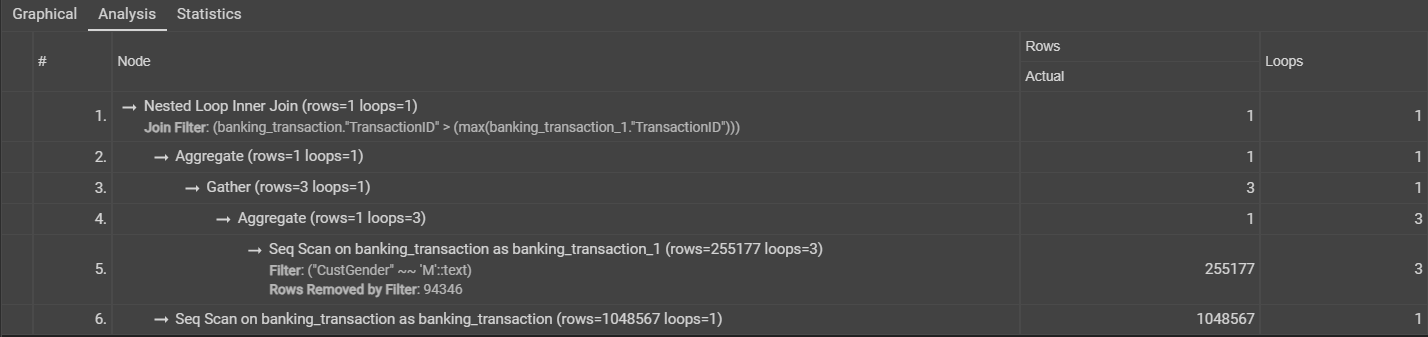 Graphical Analysis Statistics
# Node Rows Loops
Actual
1. → Nested Loop Inner Join (rows=1 loops=1) 1 1
Join Filter: (banking_transaction."TransactionID" > (max(banking_transaction_1."TransactionID")))
2. → Aggregate (rows=1 loops=1) 1 1
3. → Gather (rows=3 loops=1) 3 1
4. → Aggregate (rows=1 loops=3) 1 3
5. → Seq Scan on banking_transaction as banking_transaction_1 (rows=255177 loops=3) 255177 3
Filter: ("CustGender" ~~ 'M'::text)
Rows Removed by Filter: 94346
6. → Seq Scan on banking_transaction as banking_transaction (rows=1048567 loops=1) 1048567 1